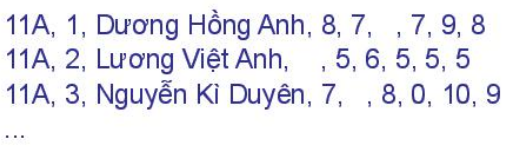 11A, 1, Dương Hồng Anh, 8, 7,   , 7, 9, 8
11A, 2, Lương Việt Anh,    , 5, 6, 5, 5, 5
11A, 3, Nguyễn Kì Duyên, 7,   , 8, 0, 10, 9
...